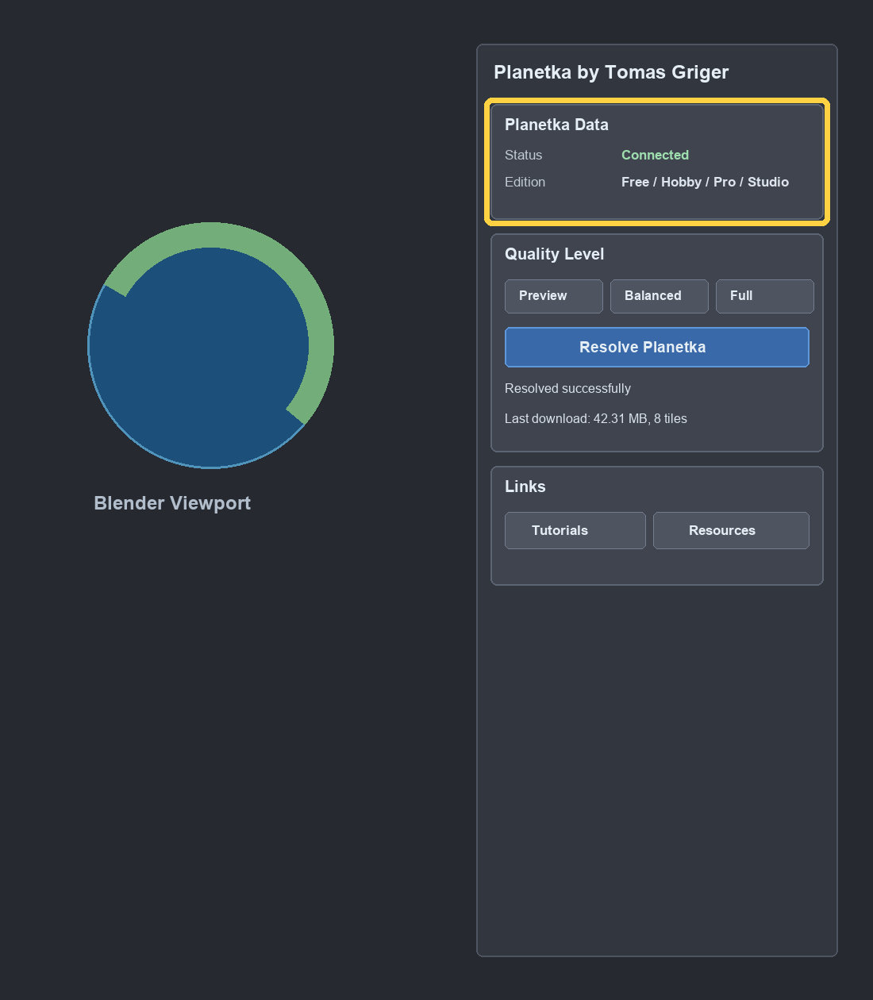 Planetka by Tomas Griger
Planetka Data
Status Connected
Edition Free / Hobby / Pro / Studio
Quality Level
Preview Balanced Full
Resolve Planetka
Resolved successfully
Last download: 42.31 MB, 8 tiles
Links
Tutorials Resources
Blender Viewport